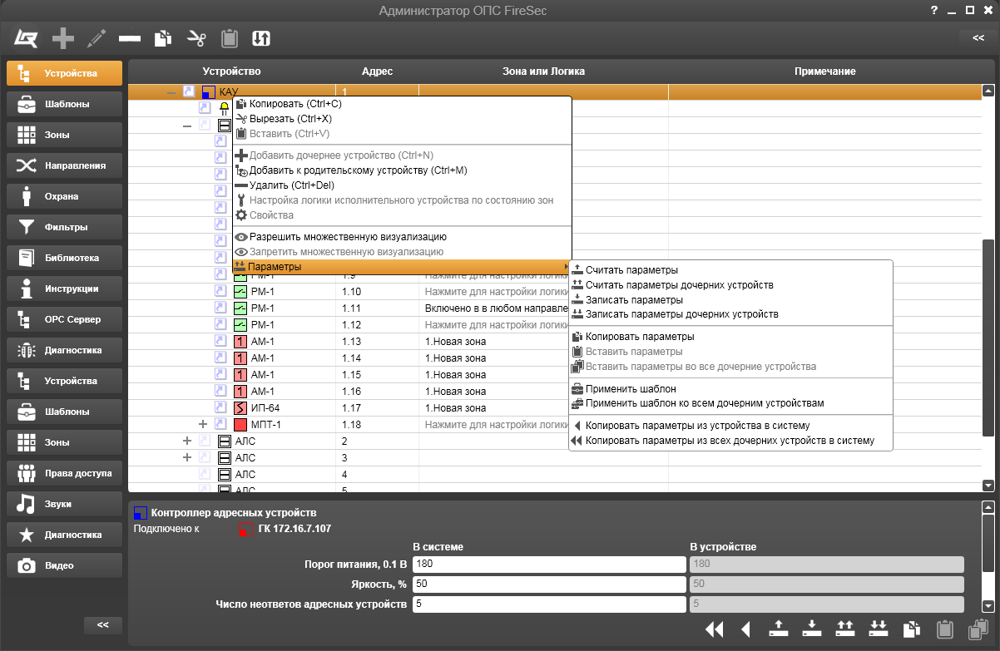 Администратор ОПС FireSec
?
<<
Устройства
Шаблоны
Зоны
Направления
Охрана
Фильтры
Библиотека
Инструкции
OPC Сервер
Диагностика
Устройства
Шаблоны
Зоны
Права доступа
Звуки
Диагностика
Видео
<<
Устройство Адрес Зона или Логика Примечание
КАУ 1
Копировать (Ctrl+C)
Вырезать (Ctrl+X)
Вставить (Ctrl+V)
Добавить дочернее устройство (Ctrl+N)
Добавить к родительскому устройству (Ctrl+M)
Удалить (Ctrl+Del)
Настройка логики исполнительного устройства по состоянию зон
Свойства
Разрешить множественную визуализацию
Запретить множественную визуализацию
Параметры
Считать параметры
Считать параметры дочерних устройств
Записать параметры
Записать параметры дочерних устройств
Копировать параметры
Вставить параметры
Вставить параметры во все дочерние устройства
Применить шаблон
Применить шаблон ко всем дочерним устройствам
Копировать параметры из устройства в систему
Копировать параметры из всех дочерних устройств в систему
РМ-1 1.9 Нажмите для настройки логики
РМ-1 1.10 Нажмите для настройки логики
РМ-1 1.11 Включено в в любом направле
РМ-1 1.12 Нажмите для настройки логики
1 АМ-1 1.13 1.Новая зона
1 АМ-1 1.14 1.Новая зона
1 АМ-1 1.15 1.Новая зона
1 АМ-1 1.16 1.Новая зона
ИП-64 1.17 1.Новая зона
МПТ-1 1.18 Нажмите для настройки логики
АЛС 2
АЛС 3
АЛС 4
АЛС 5
Контроллер адресных устройств
Подключено к ГК 172.16.7.107
В системе В устройстве
Порог питания, 0.1 В 180 180
Яркость, % 50 50
Число неответов адресных устройств 5 5